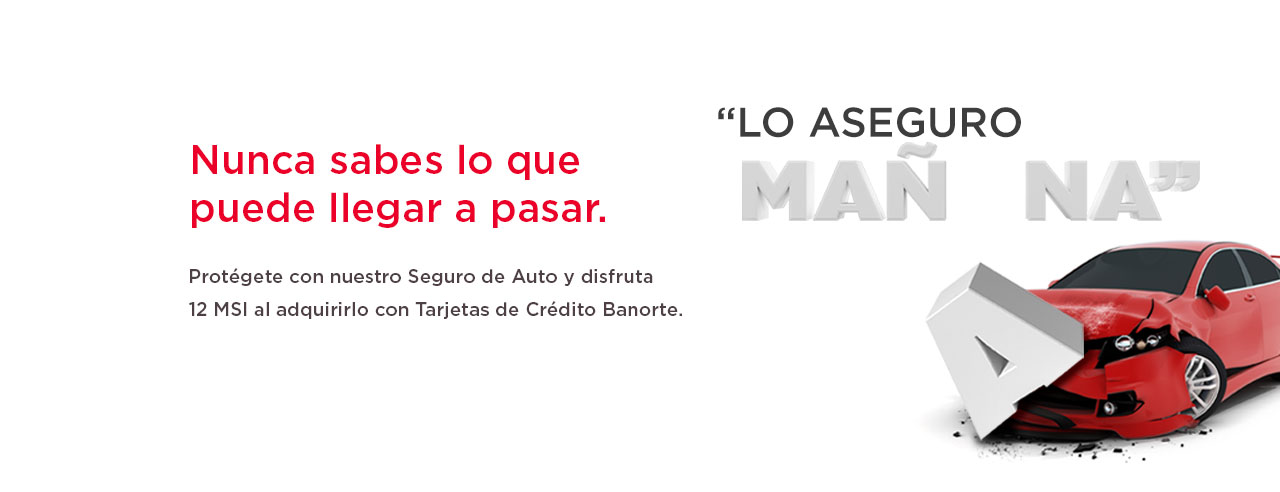 Nunca sabes lo que
puede llegar a pasar.
Protégete con nuestro Seguro de Auto y disfruta
12 MSI al adquirirlo con Tarjetas de Crédito Banorte.
“LO ASEGURO
MAÑ NA”
A